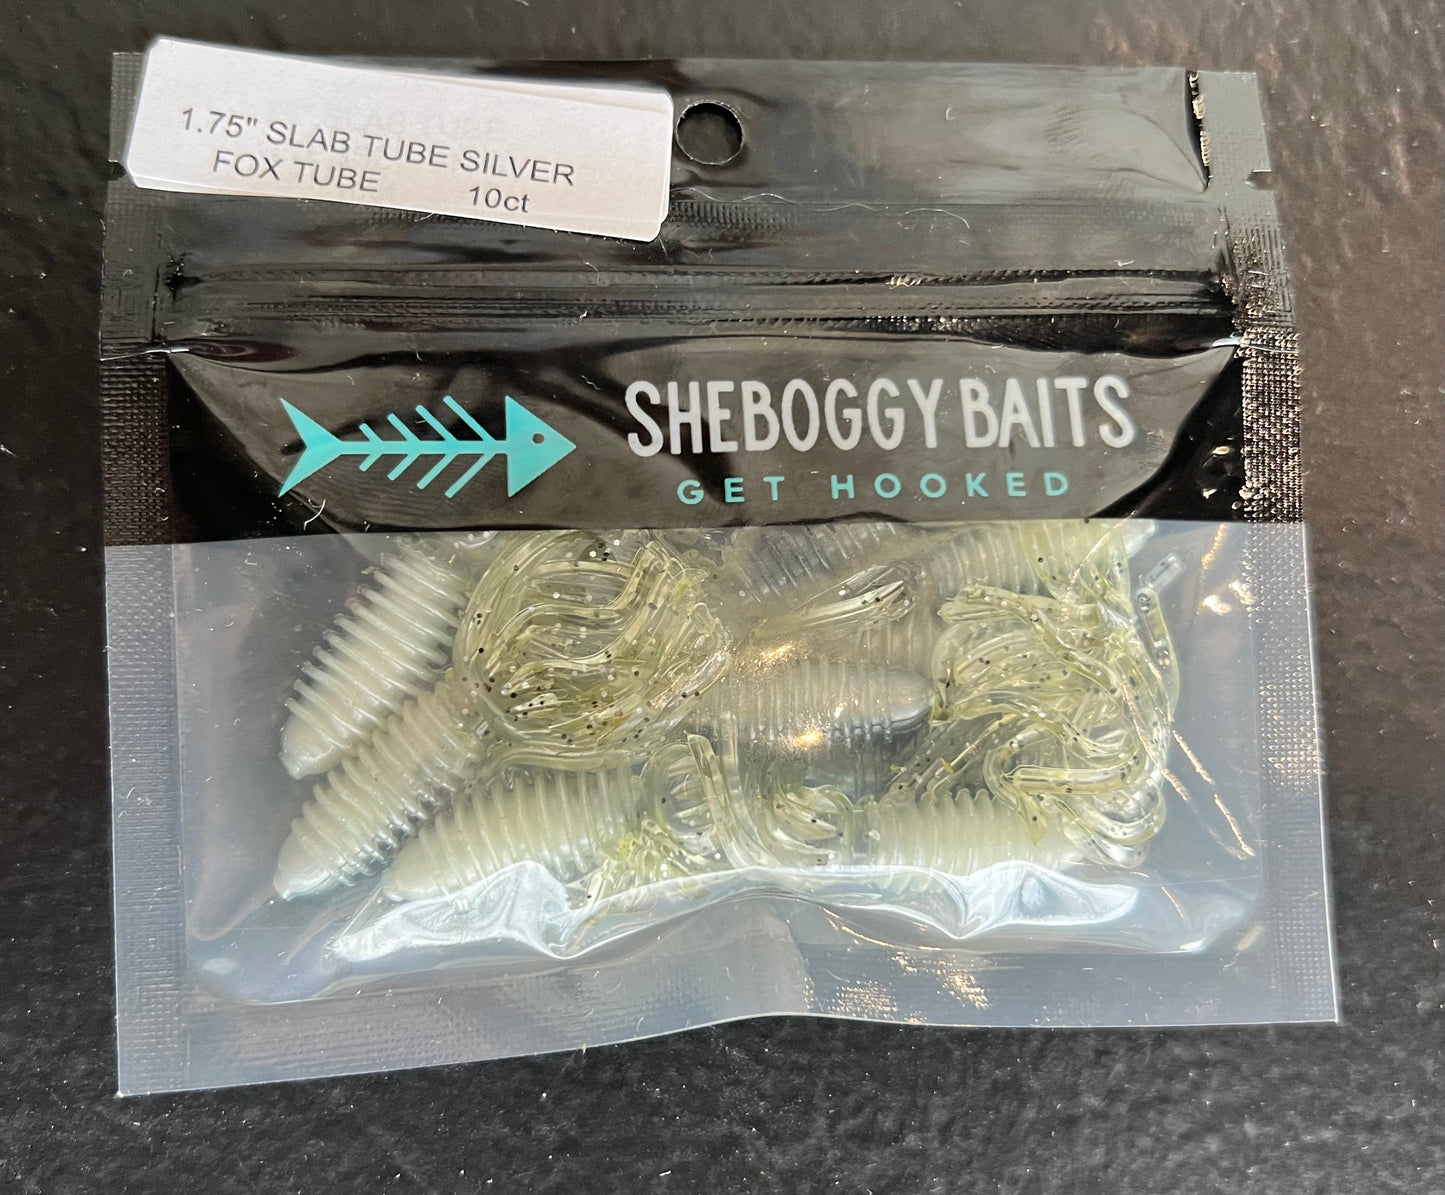 1.75" SLAB TUBE SILVER
FOX TUBE 10ct
SHEBOGGY BAITS
GET HOOKED